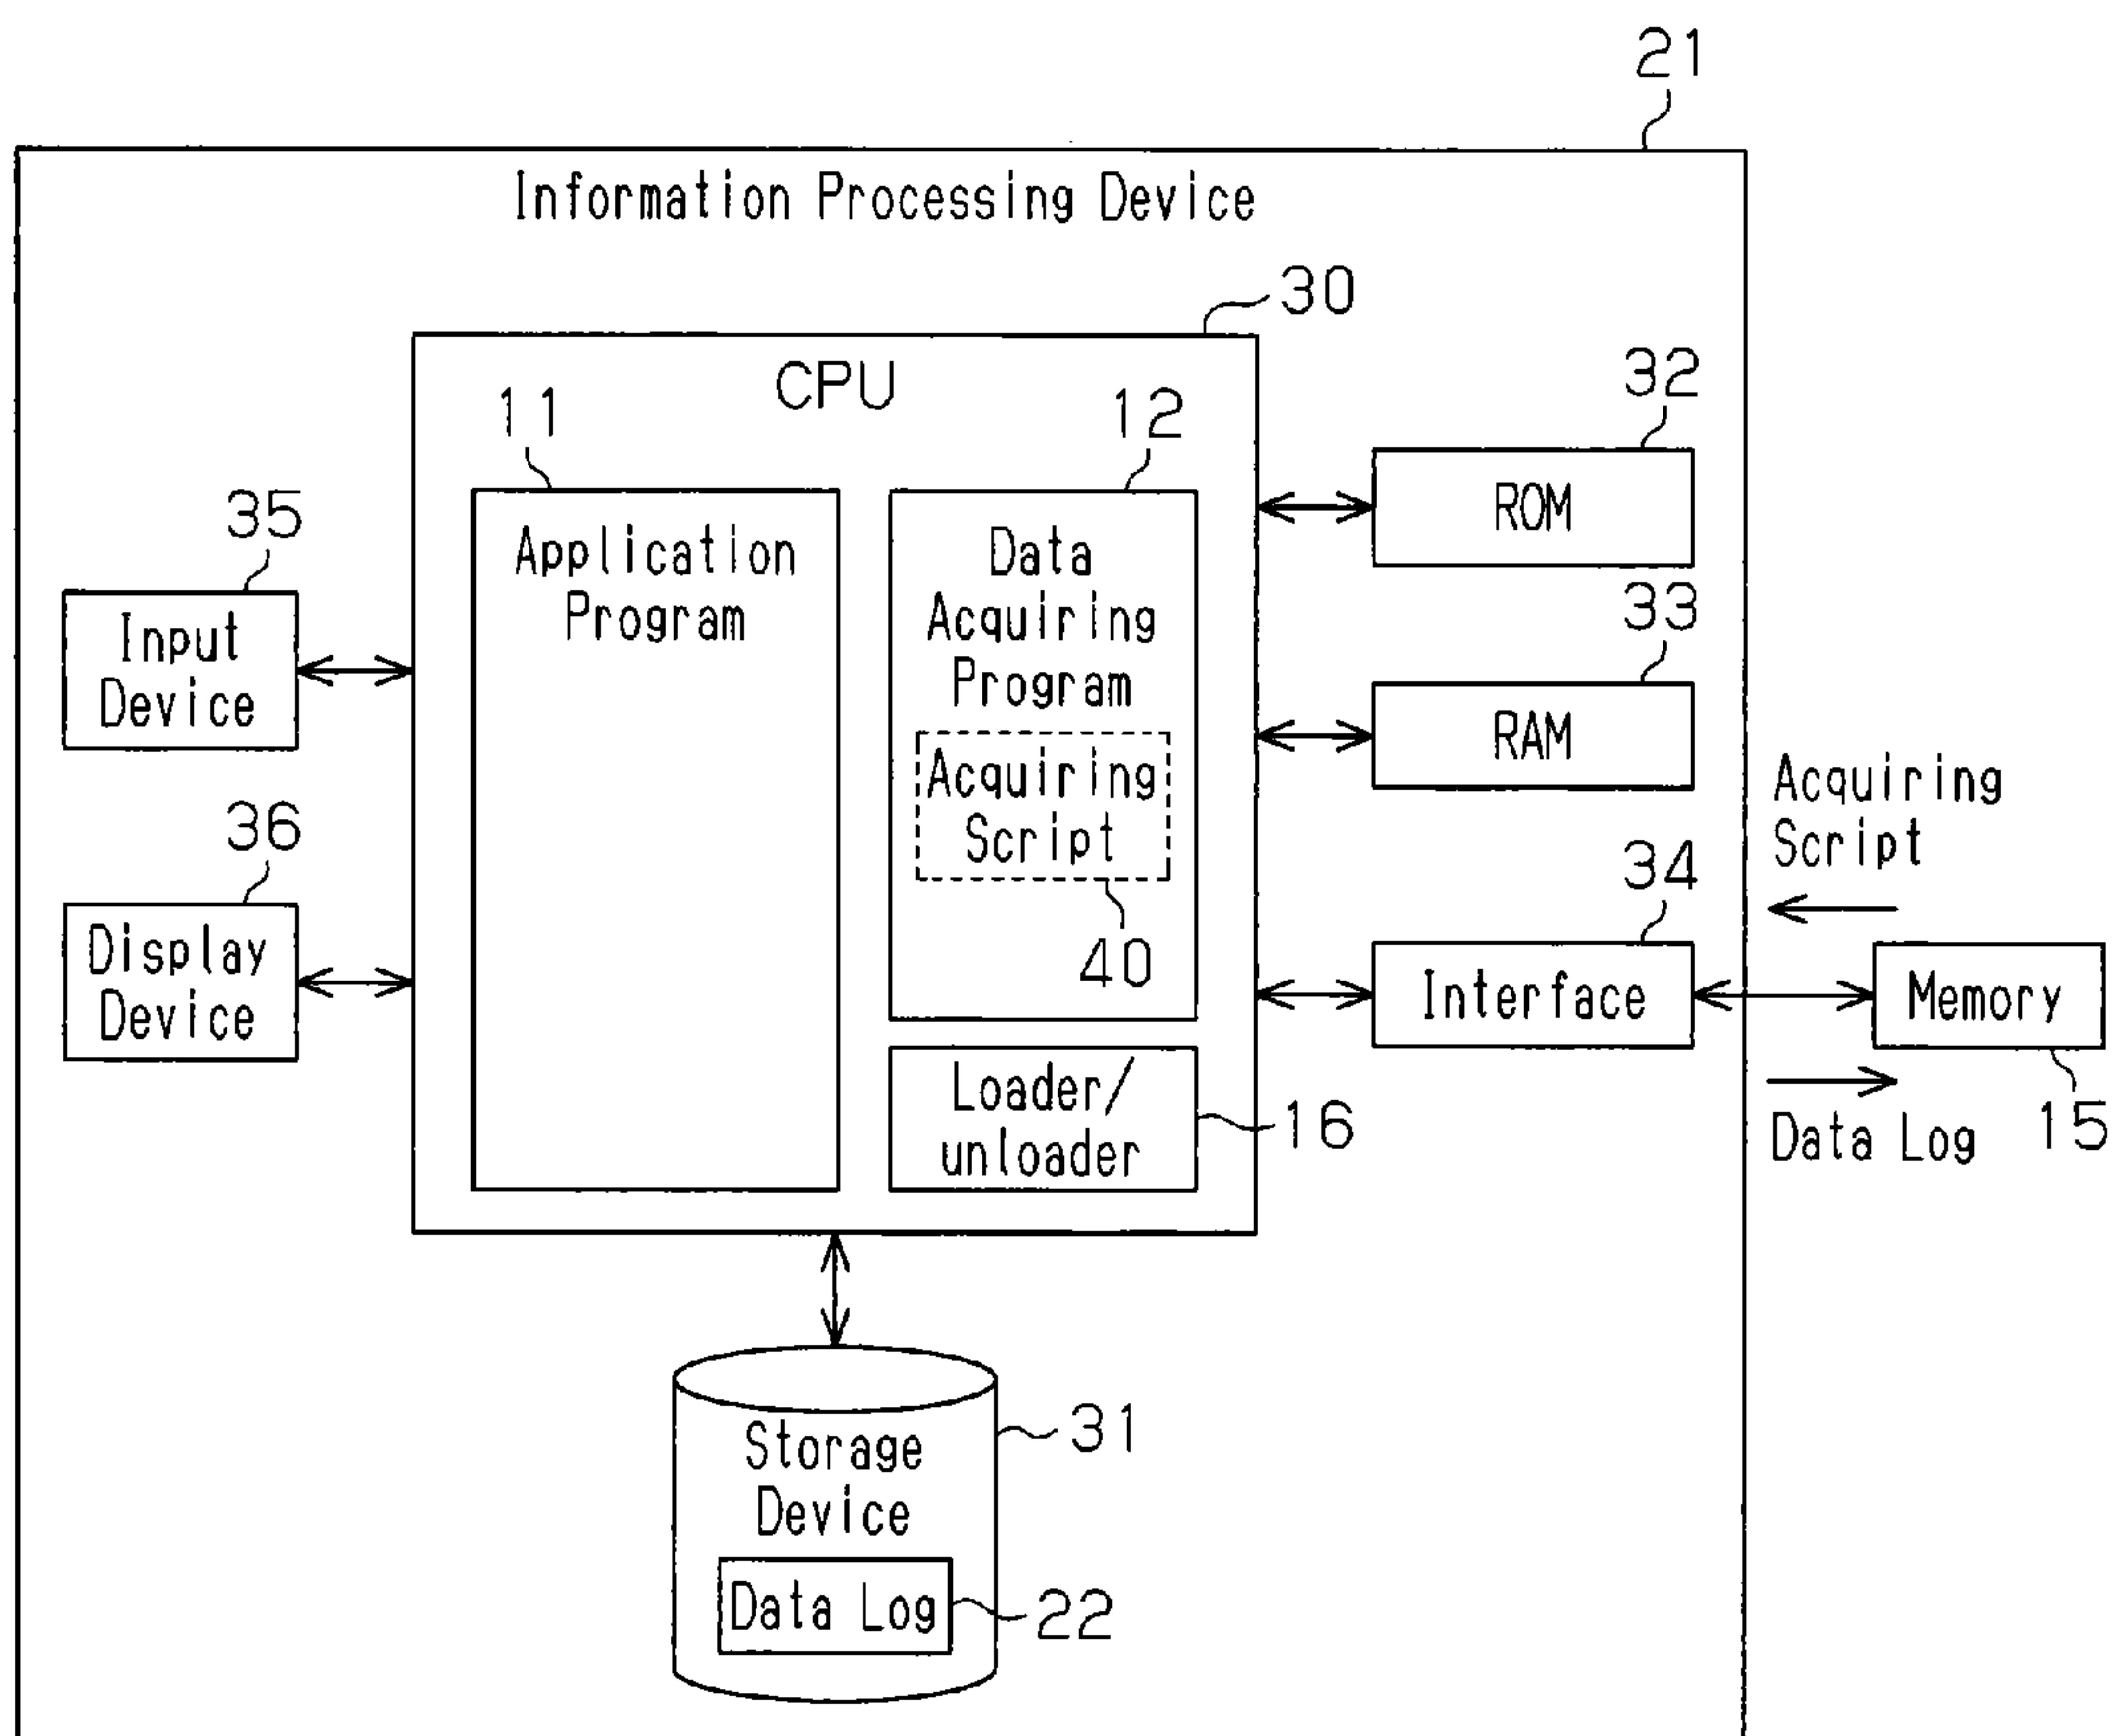 21
Information Processing Device
30
CPU
11
12
32
ROM
35
Application
Program
Data
Acquiring
Program
Acquiring
Script
40
Input
Device
33
RAM
Acquiring
Script
36
34
Display
Device
Interface
Memory
15
Data Log
Loader/
unloader
16
Storage
Device
31
Data Log
22